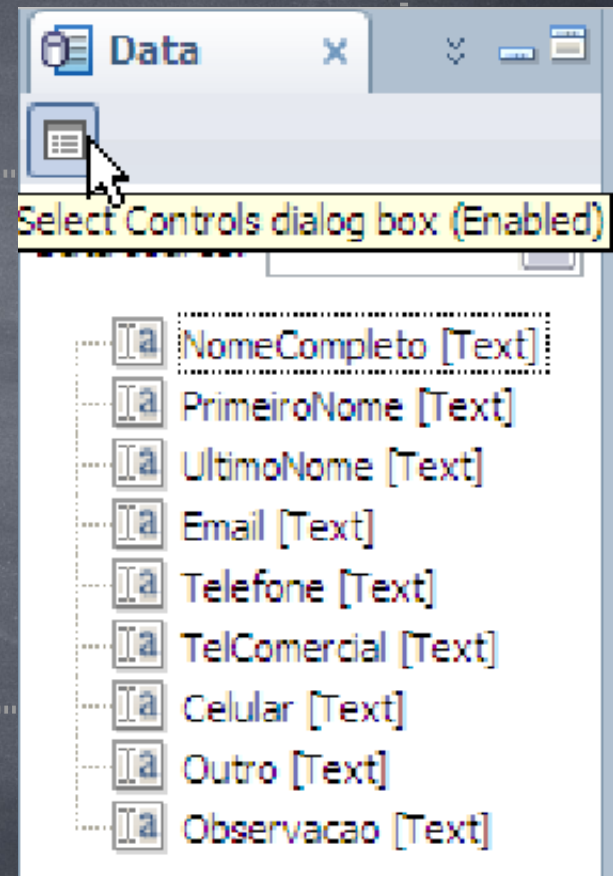 Data
Select Controls dialog box (Enabled)
NomeCompleto [Text]
PrimeiroNome [Text]
UltimoNome [Text]
Email [Text]
Telefone [Text]
TelComercial [Text]
Celular [Text]
Outro [Text]
Observacao [Text]